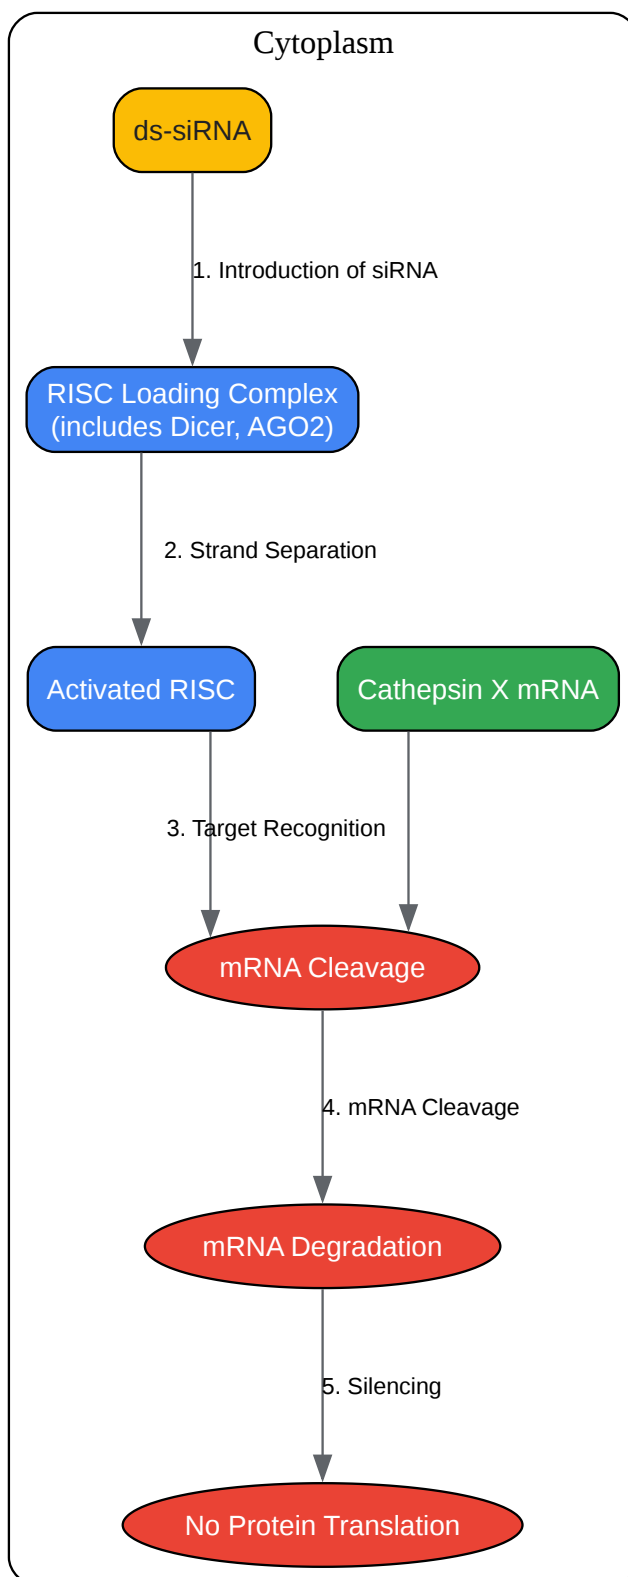 Cytoplasm
ds-siRNA
1. Introduction of siRNA
RISC Loading Complex
(includes Dicer, AGO2)
2. Strand Separation
Activated RISC
Cathepsin X mRNA
3. Target Recognition
mRNA Cleavage
4. mRNA Cleavage
mRNA Degradation
5. Silencing
No Protein Translation